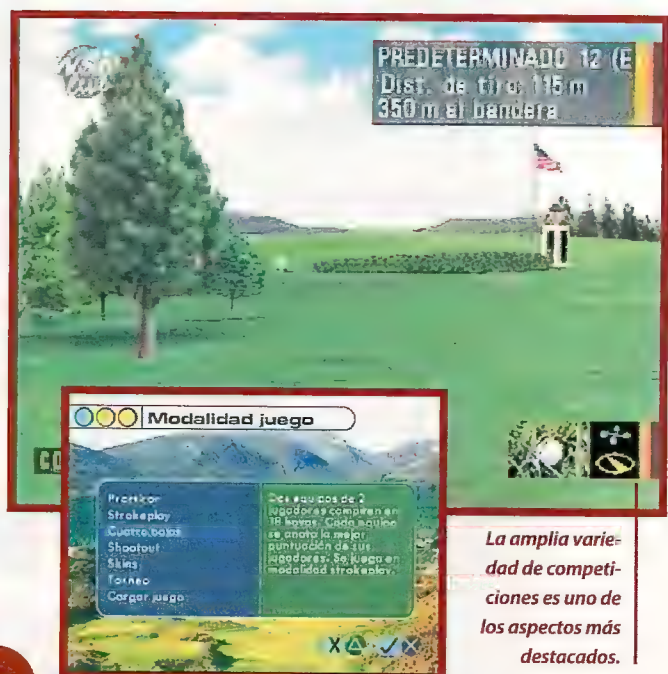 PREDETERMINADO 12 (E
Dist. de tiro 115 m
350 m al bandera
Modalidad juego
Practicar
Strokeplay
Cuatro bolas
Shootout
Skins
Torneo
Cargar juego
Dos equipos de 2
jugadores compiten en
18 hoyos. Cada equipo
se anota la mejor
puntuación de sus
jugadores. Se juega en
modalidad strokeplay.
La amplia varie-
dad de competi-
ciones es uno de
los aspectos más
destacados.